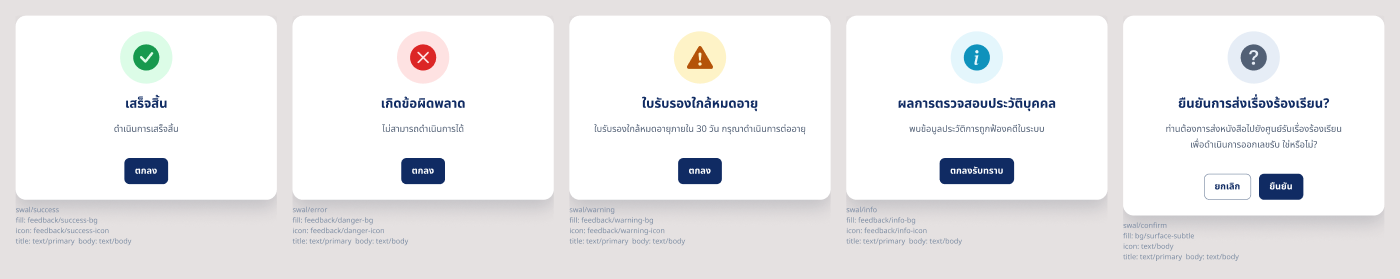 เสร็จสิ้น
ดำเนินการเสร็จสิ้น
ตกลง
swal/success
fill: feedback/success-bg
icon: feedback/success-icon
title: text/primary body: text/body
เกิดข้อผิดพลาด
ไม่สามารถดำเนินการได้
ตกลง
swal/error
fill: feedback/danger-bg
icon: feedback/danger-icon
title: text/primary body: text/body
ใบรับรองใกล้หมดอายุ
ใบรับรองใกล้หมดอายุภายใน 30 วัน กรุณาดำเนินการต่ออายุ
ตกลง
swal/warning
fill: feedback/warning-bg
icon: feedback/warning-icon
title: text/primary body: text/body
ผลการตรวจสอบประวัติบุคคล
พบข้อมูลประวัติการถูกฟ้องคดีในระบบ
ตกลงรับทราบ
swal/info
fill: feedback/info-bg
icon: feedback/info-icon
title: text/primary body: text/body
ยืนยันการส่งเรื่องร้องเรียน?
ท่านต้องการส่งหนังสือไปยังศูนย์รับเรื่องร้องเรียน
เพื่อดำเนินการออกเลขรับ ใช่หรือไม่?
ยกเลิก ยืนยัน
swal/confirm
fill: bg/surface-subtle
icon: text/body
title: text/primary body: text/body